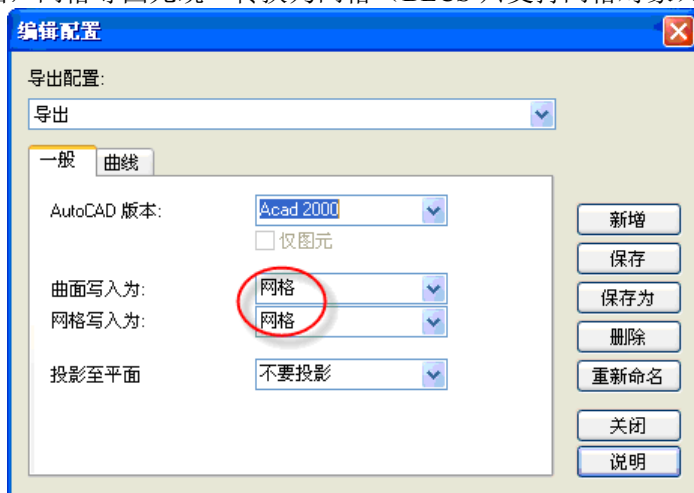 编辑配置
导出配置:
导出
一般 曲线
AutoCAD 版本: Acad 2000
仅图元
曲面写入为: 网格
网格写入为: 网格
投影至平面 不要投影
新增
保存
保存为
删除
重新命名
关闭
说明